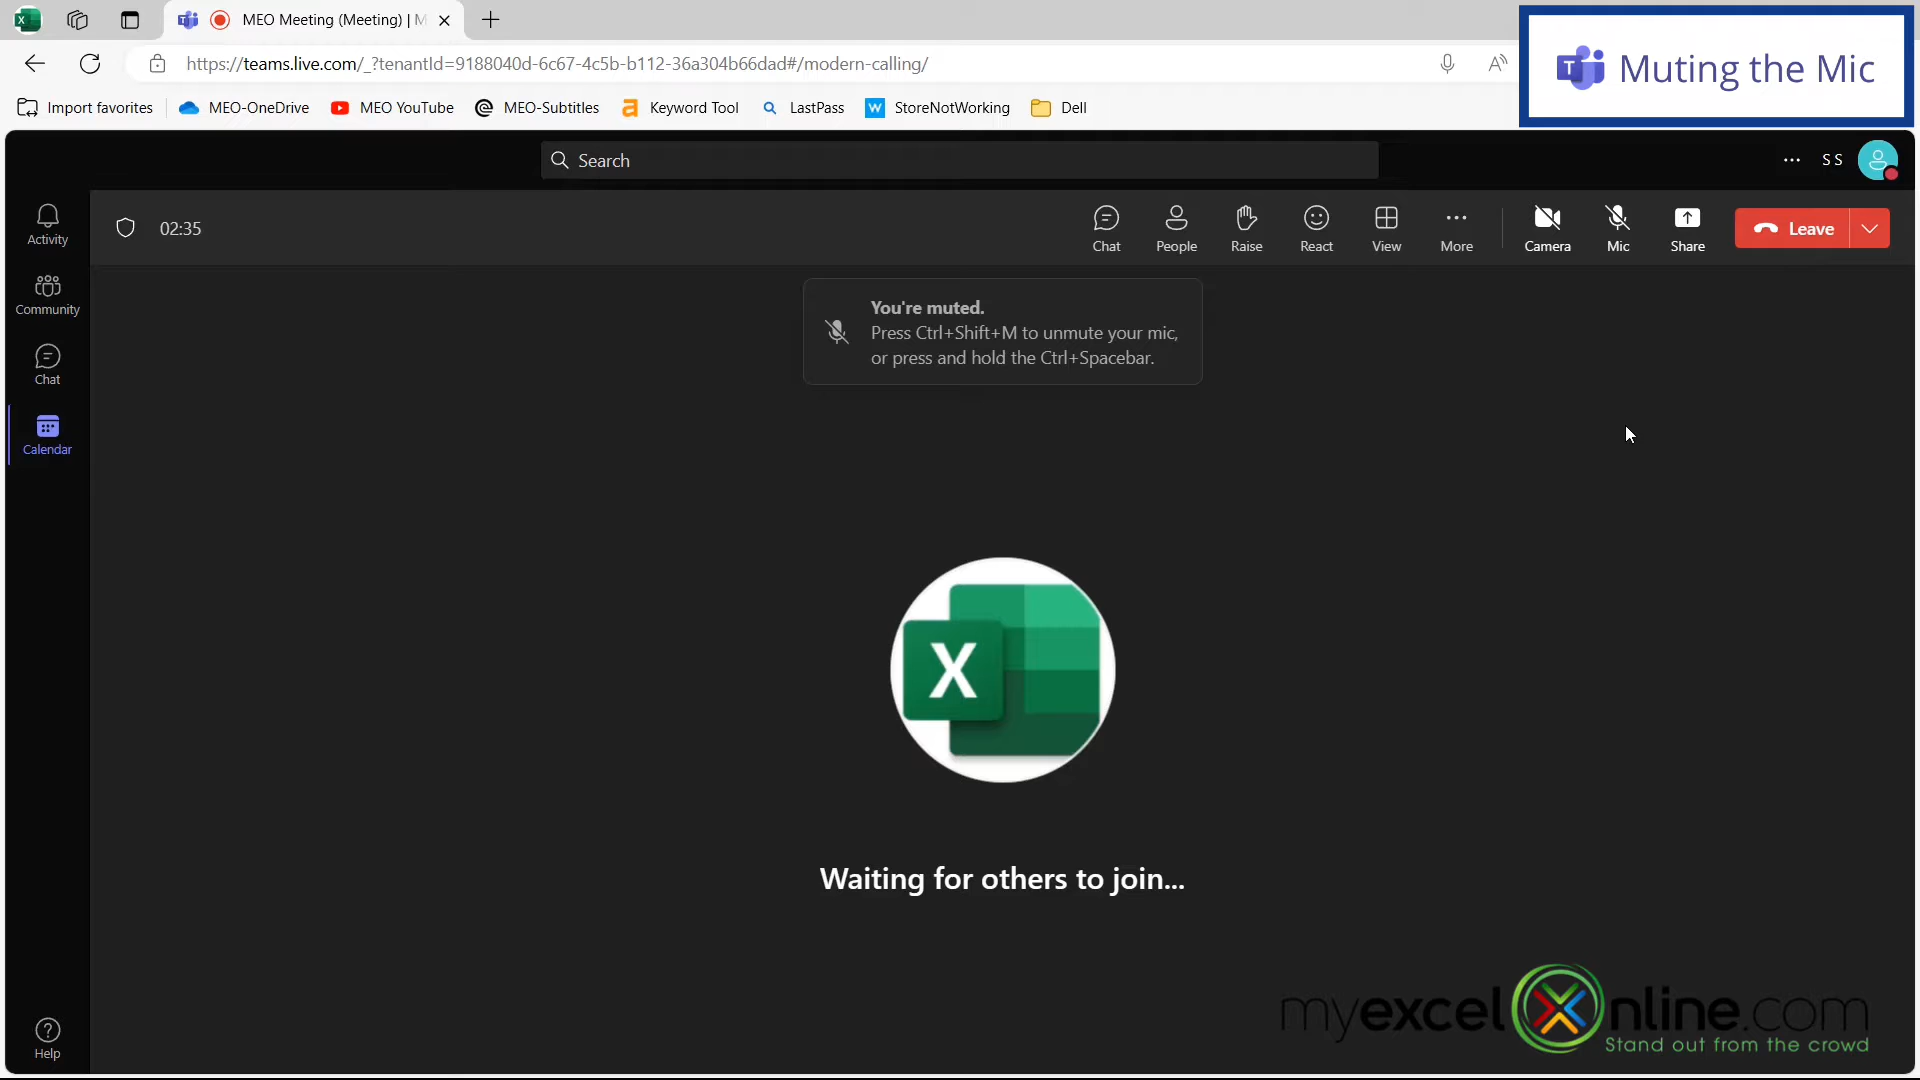 MEO Meeting (Meeting) | M
https://teams.live.com/_?tenantId=9188040d-6c67-4c5b-b112-36a304b66dad#/modern-calling/
Muting the Mic
Import favorites
MEO-OneDrive
MEO YouTube
MEO-Subtitles
Keyword Tool
LastPass
StoreNotWorking
Dell
Search
S S
Activity
Community
Chat
Calendar
Help
02:35
Chat
People
Raise
React
View
More
Camera
Mic
Share
Leave
You're muted.
Press Ctrl+Shift+M to unmute your mic,
or press and hold the Ctrl+Spacebar.
X
Waiting for others to join...
myexcelOnline.com
Stand out from the crowd